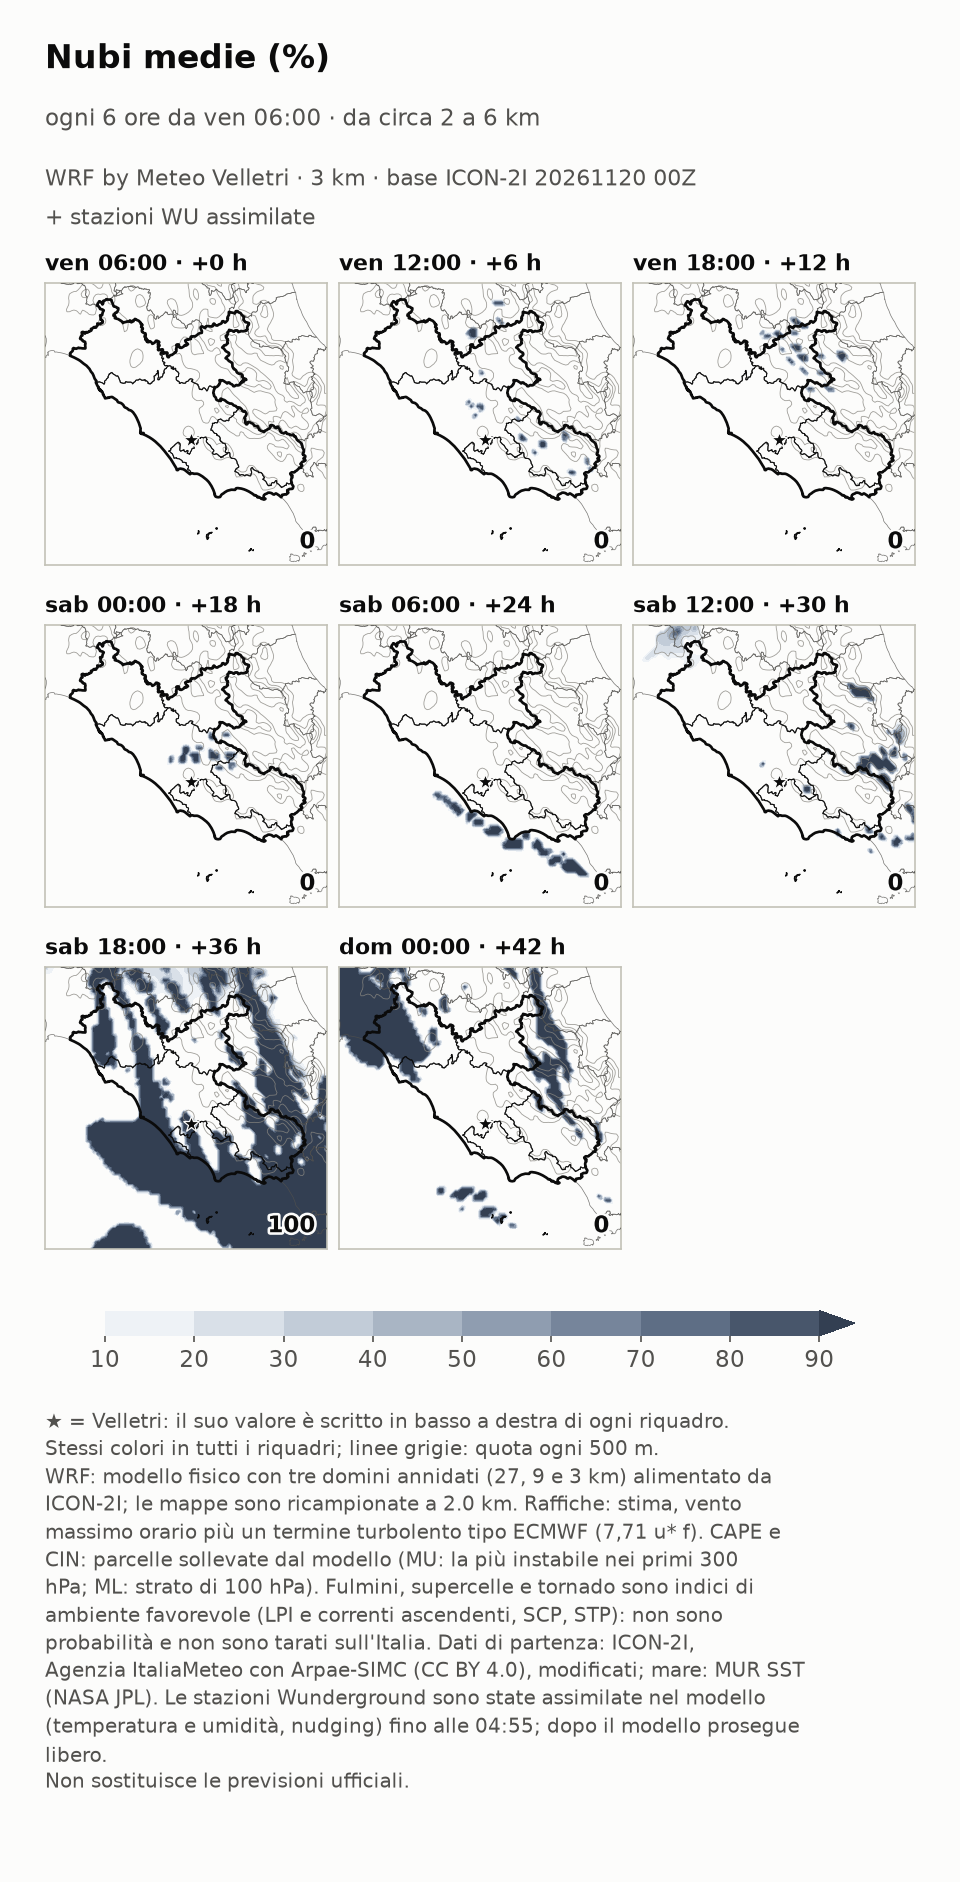 Nubi medie (%)
ogni 6 ore da ven 06:00 · da circa 2 a 6 km
WRF by Meteo Velletri · 3 km · base ICON-2I 20261120 00Z
+ stazioni WU assimilate
ven 06:00 · +0 h
ven 12:00 · +6 h
ven 18:00 · +12 h
0
0
0
sab 00:00 · +18 h
sab 06:00 · +24 h
sab 12:00 · +30 h
0
0
0
sab 18:00 · +36 h
dom 00:00 · +42 h
100
0
10 20 30 40 50 60 70 80 90
★ = Velletri: il suo valore è scritto in basso a destra di ogni riquadro.
Stessi colori in tutti i riquadri; linee grigie: quota ogni 500 m.
WRF: modello fisico con tre domini annidati (27, 9 e 3 km) alimentato da
ICON-2I; le mappe sono ricampionate a 2.0 km. Raffiche: stima, vento
massimo orario più un termine turbolento tipo ECMWF (7,71 u* f). CAPE e
CIN: parcelle sollevate dal modello (MU: la più instabile nei primi 300
hPa; ML: strato di 100 hPa). Fulmini, supercelle e tornado sono indici di
ambiente favorevole (LPI e correnti ascendenti, SCP, STP): non sono
probabilità e non sono tarati sull'Italia. Dati di partenza: ICON-2I,
Agenzia ItaliaMeteo con Arpae-SIMC (CC BY 4.0), modificati; mare: MUR SST
(NASA JPL). Le stazioni Wunderground sono state assimilate nel modello
(temperatura e umidità, nudging) fino alle 04:55; dopo il modello prosegue
libero.
Non sostituisce le previsioni ufficiali.